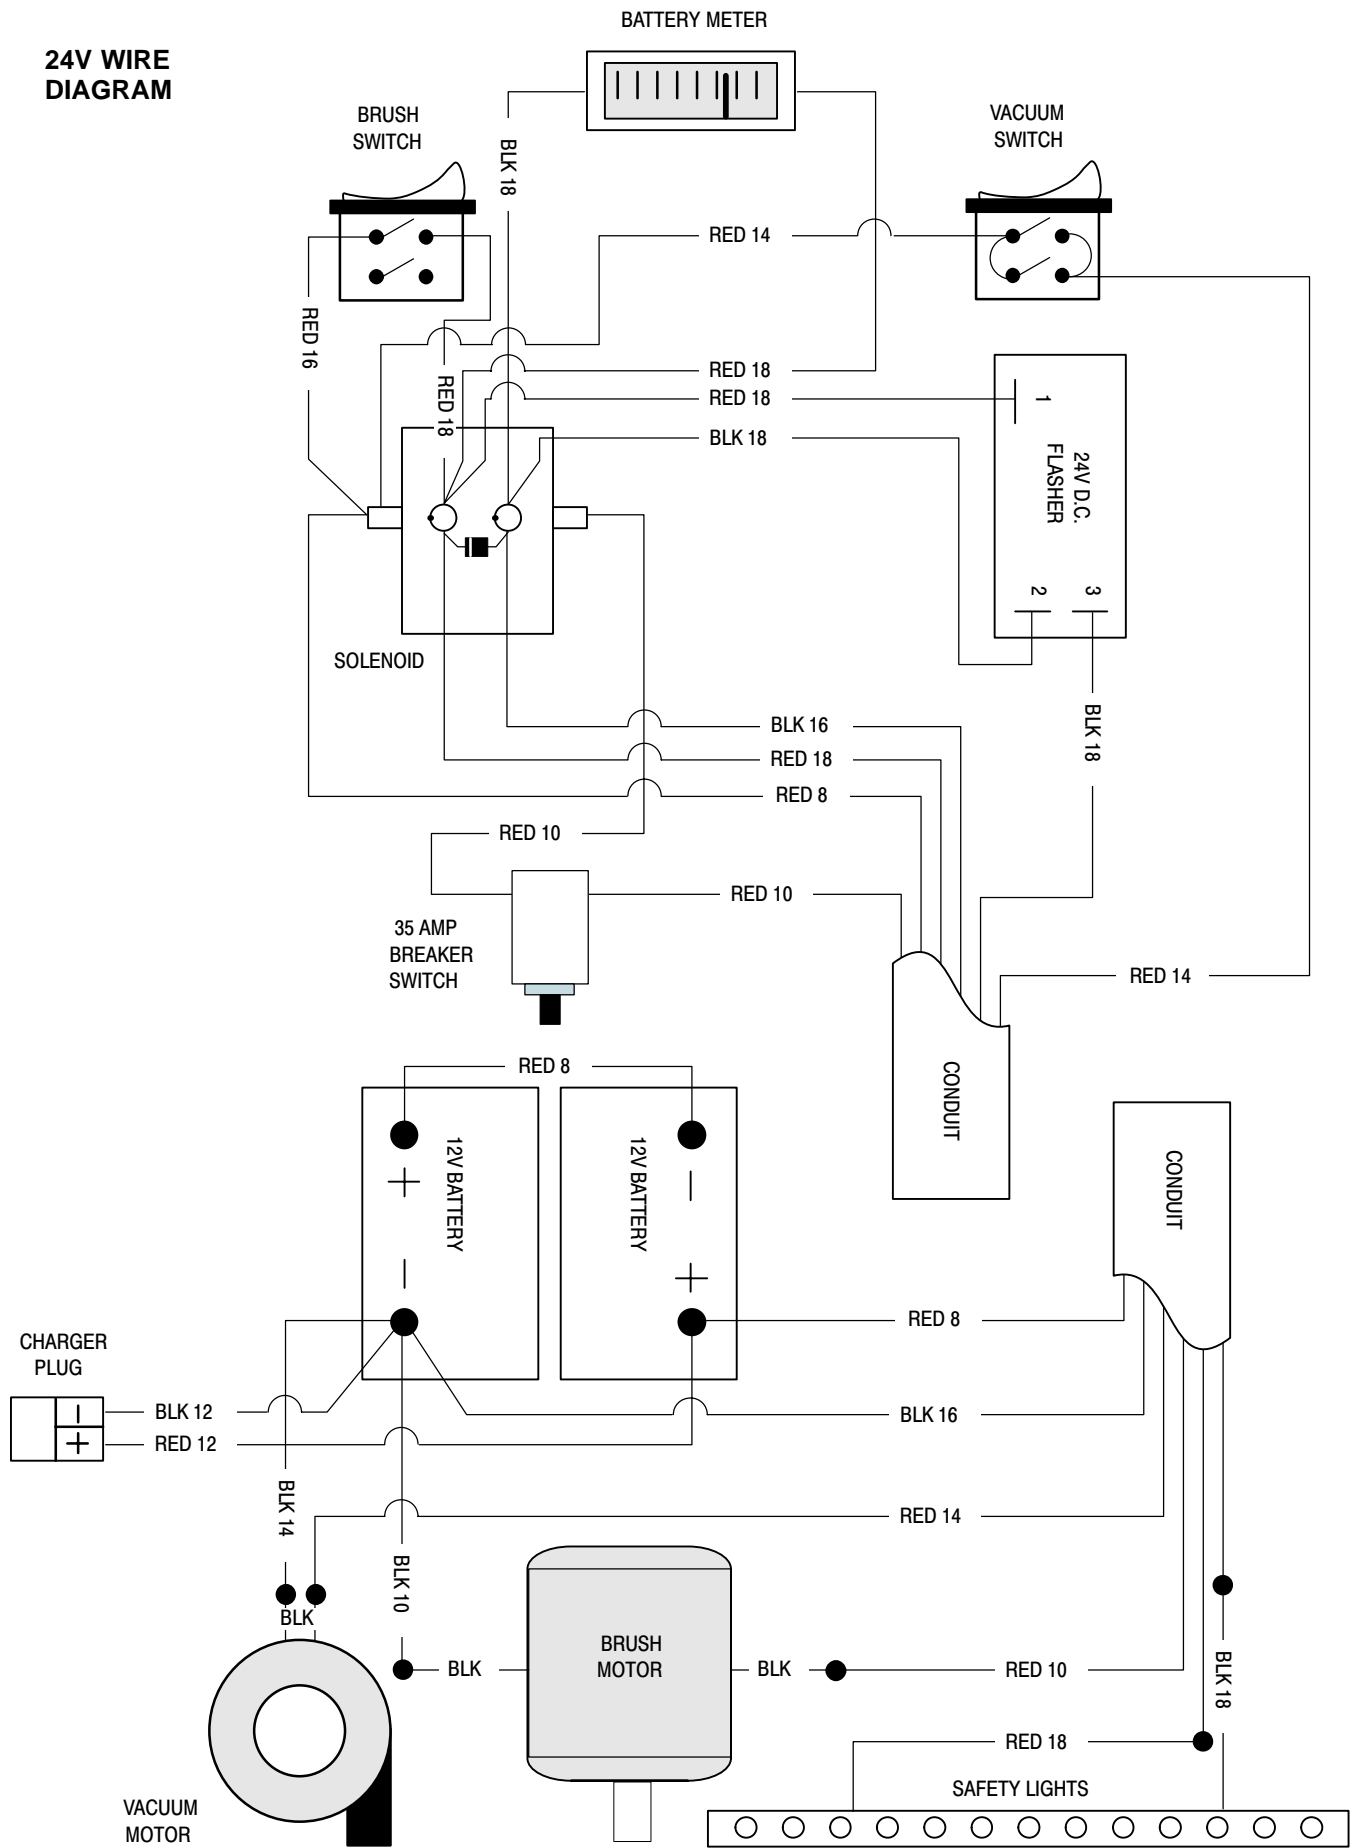 24V WIRE
DIAGRAM
BATTERY METER
BRUSH
SWITCH
VACUUM
SWITCH
BLK 18
RED 14
RED 16
RED 18
RED 18
RED 18
BLK 18
1
24V D.C.
FLASHER
2
3
SOLENOID
BLK 16
RED 18
RED 8
BLK 18
RED 10
RED 10
35 AMP
BREAKER
SWITCH
RED 14
RED 8
CONDUIT
12V BATTERY
+
−
12V BATTERY
−
+
CONDUIT
RED 8
CHARGER
PLUG
−
+
BLK 12
RED 12
BLK 16
BLK 14
RED 14
BLK 10
BLK
BLK
BRUSH
MOTOR
BLK
RED 10
BLK 18
RED 18
SAFETY LIGHTS
VACUUM
MOTOR